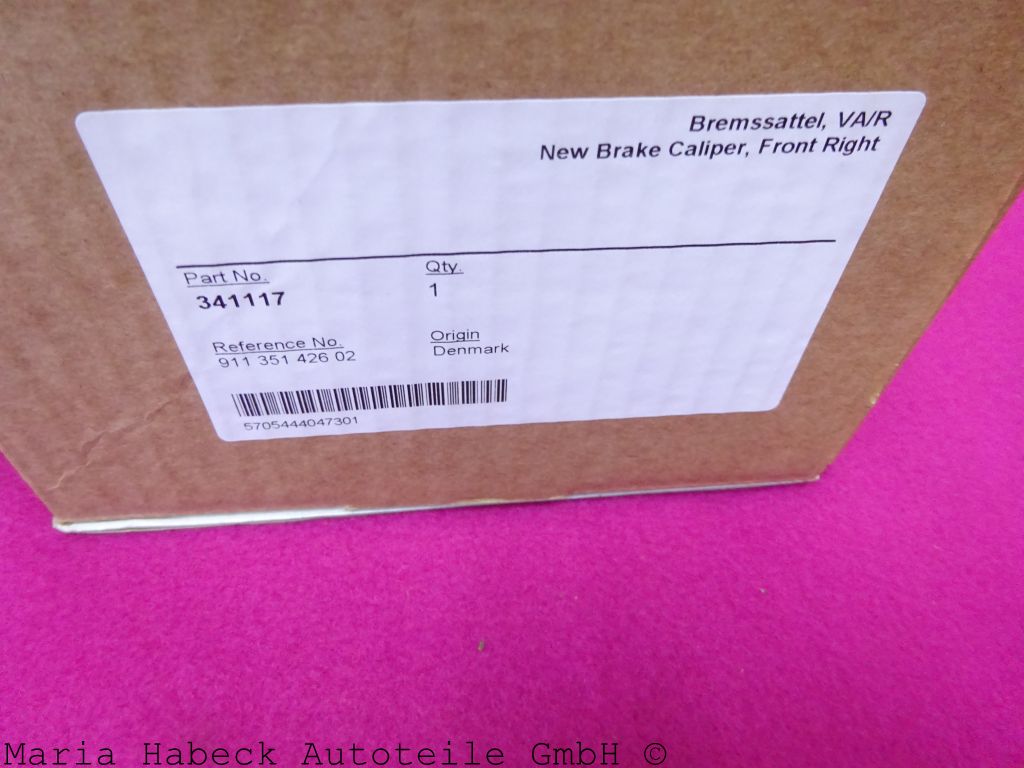 Bremssattel, VA/R
New Brake Caliper, Front Right
Part No.
341117
Qty.
1
Reference No.
911 351 426 02
Origin
Denmark
5705444047301
Maria Habeck Autoteile GmbH ©